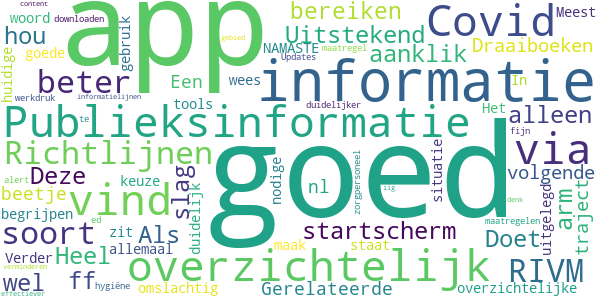 content
woord downloaden app gebruik goede gebied bereiken Covid Meest
hou Uitstekend Draaiboeken
huidige beter NAMASTE maatregel aanklik
werkdruk Een wees Updates informatie In
informatielijnen tools duidelijker Het alleen
Publieksinformatie te fijn via
Richtlijnen goed situatie uitgelegd
alert Deze slag nodige zorgpersoneel volgende
beetje vind keuze nl iig denk arm traject
begrijpen ed startscherm maatregelen
soort zit Als duidelijk maak staat Doet
Verder Heel allemaal overzichtelijk RIVM
verminderen wel ff omslachtig Gerelateerde overzichtelijke
effectiever hygiëne